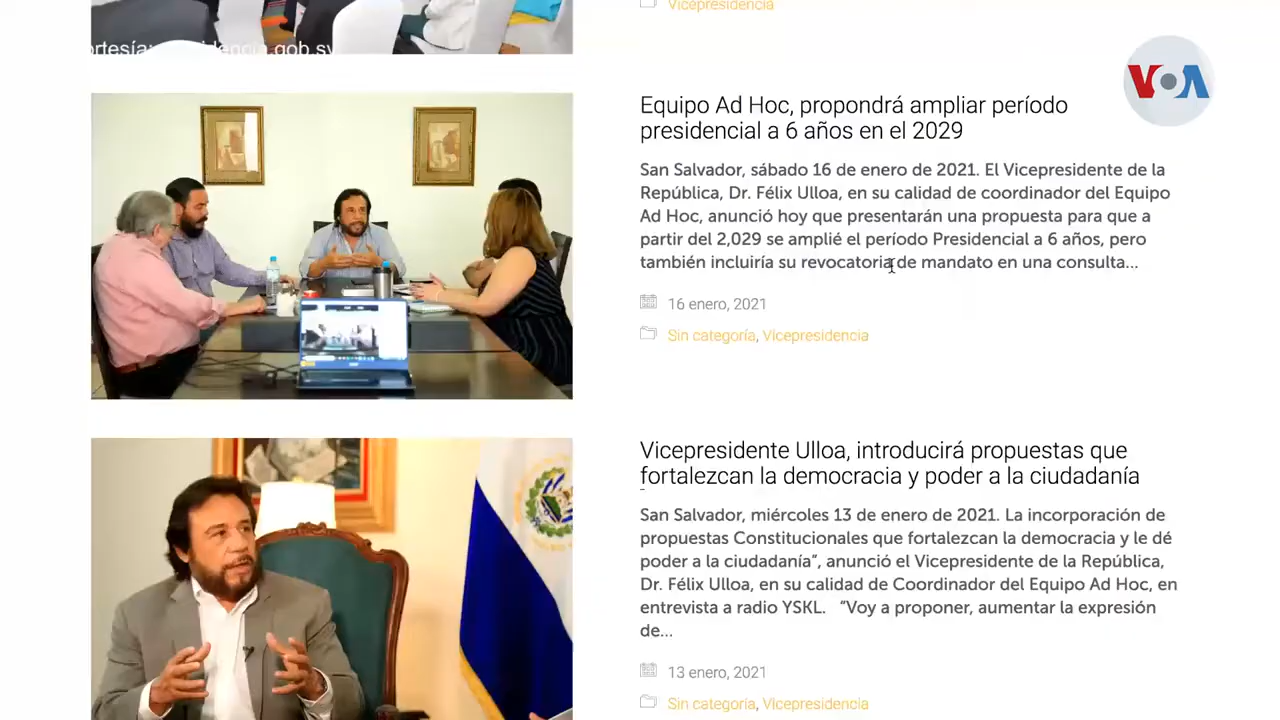 Vicepresidencia
VOA
Equipo Ad Hoc, propondrá ampliar período
presidencial a 6 años en el 2029
San Salvador, sábado 16 de enero de 2021. El Vicepresidente de la
República, Dr. Félix Ulloa, en su calidad de coordinador del Equipo
Ad Hoc, anunció hoy que presentarán una propuesta para que a
partir del 2,029 se amplié el período Presidencial a 6 años, pero
también incluiría su revocatoria de mandato en una consulta...
16 enero, 2021
Sin categoría, Vicepresidencia
Vicepresidente Ulloa, introducirá propuestas que
fortalezcan la democracia y poder a la ciudadanía
San Salvador, miércoles 13 de enero de 2021. La incorporación de
propuestas Constitucionales que fortalezcan la democracia y le dé
poder a la ciudadanía”, anunció el Vicepresidente de la República,
Dr. Félix Ulloa, en su calidad de Coordinador del Equipo Ad Hoc, en
entrevista a radio YSKL. “Voy a proponer, aumentar la expresión
de...
13 enero, 2021
Sin categoría, Vicepresidencia